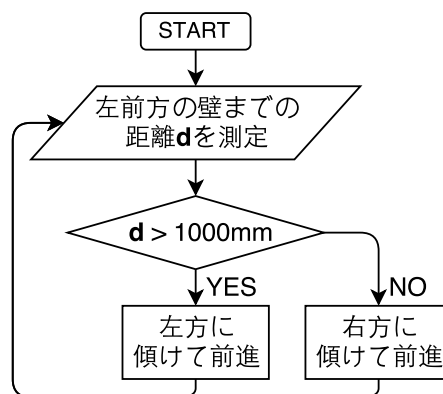 START
左前方の壁までの
距離dを測定
d > 1000mm
YES
NO
左方に
傾けて前進
右方に
傾けて前進